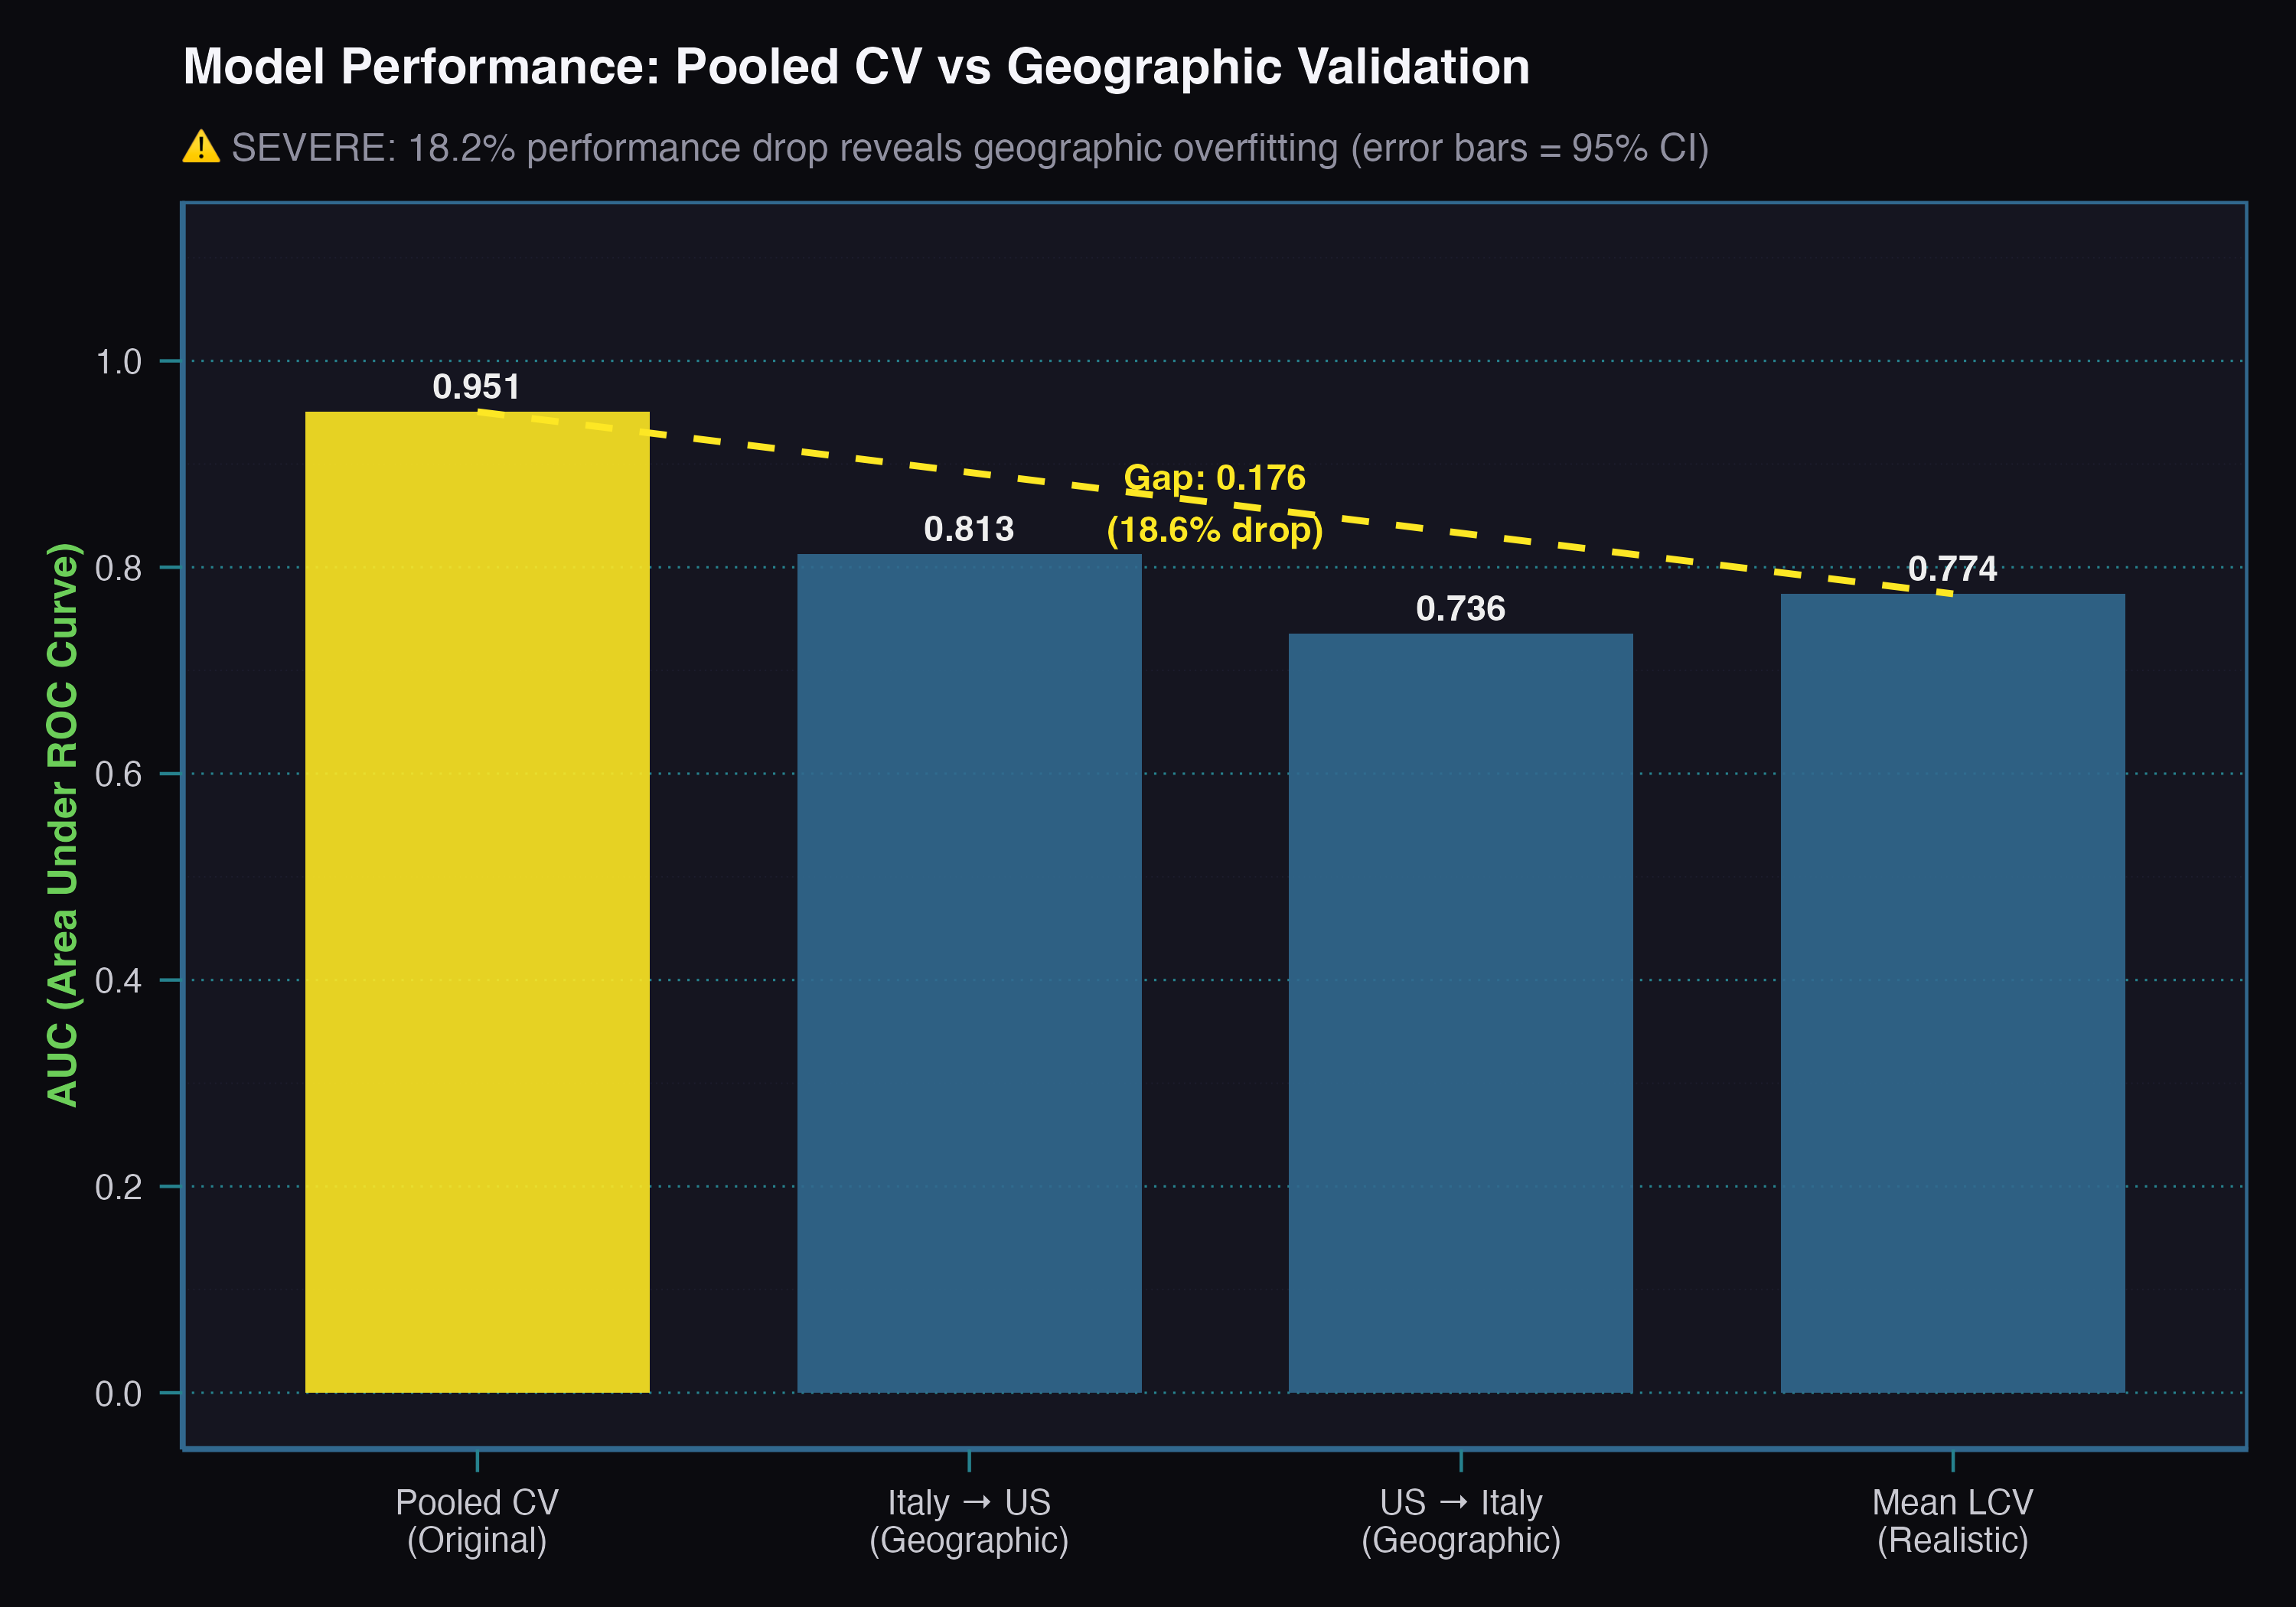 Model Performance: Pooled CV vs Geographic Validation
⚠️ SEVERE: 18.2% performance drop reveals geographic overfitting (error bars = 95% CI)
AUC (Area Under ROC Curve)
1.0
0.8
0.6
0.4
0.2
0.0
0.951
0.813
Gap: 0.176
(18.6% drop)
0.736
0.774
Pooled CV
(Original)
Italy → US
(Geographic)
US → Italy
(Geographic)
Mean LCV
(Realistic)